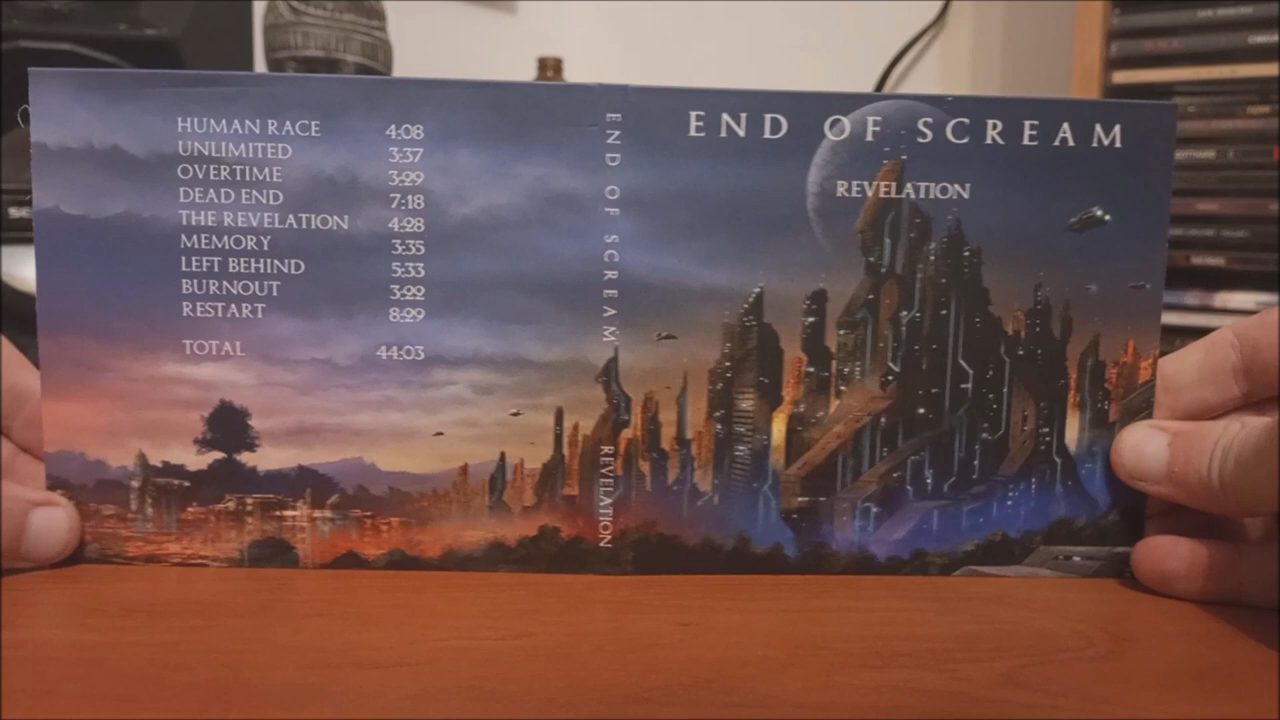 HUMAN RACE 4:08
UNLIMITED 3:37
OVERTIME 3:29
DEAD END 7:18
THE REVELATION 4:28
MEMORY 3:35
LEFT BEHIND 5:33
BURNOUT 3:22
RESTART 8:29
TOTAL 44:03
END OF SCREAM
REVELATION
END OF SCREAM
REVELATION